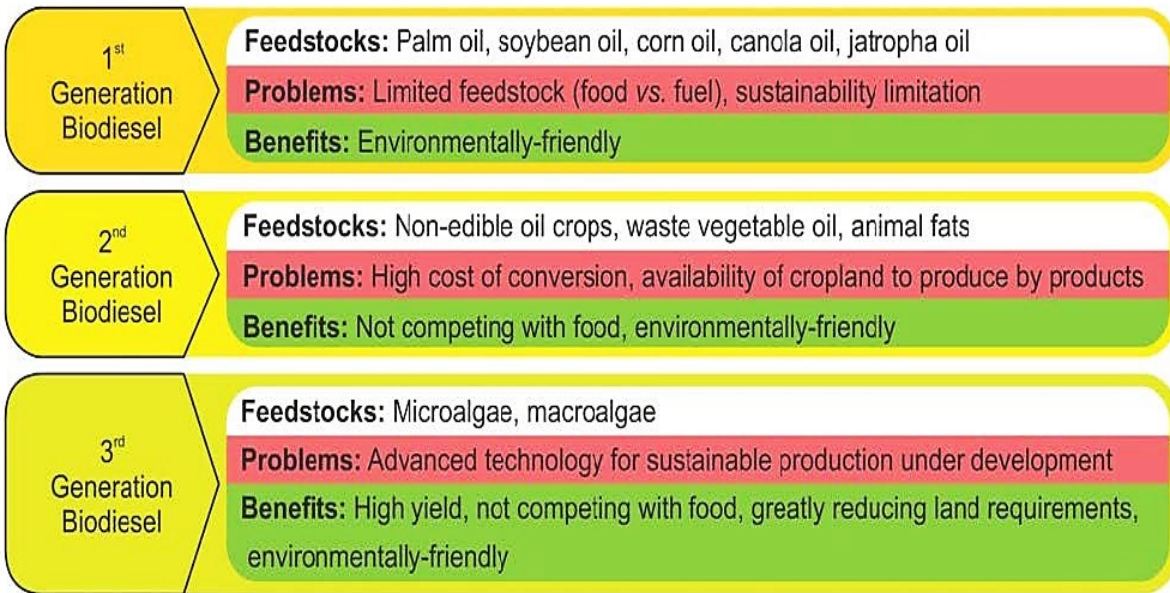 1st
Generation
Biodiesel
Feedstocks: Palm oil, soybean oil, corn oil, canola oil, jatropha oil
Problems: Limited feedstock (food vs. fuel), sustainability limitation
Benefits: Environmentally-friendly
2nd
Generation
Biodiesel
Feedstocks: Non-edible oil crops, waste vegetable oil, animal fats
Problems: High cost of conversion, availability of cropland to produce by products
Benefits: Not competing with food, environmentally-friendly
3rd
Generation
Biodiesel
Feedstocks: Microalgae, macroalgae
Problems: Advanced technology for sustainable production under development
Benefits: High yield, not competing with food, greatly reducing land requirements,
environmentally-friendly